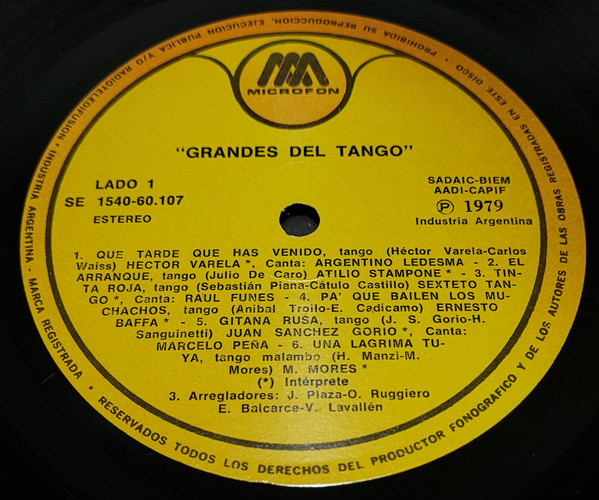 MICROFON
"GRANDES DEL TANGO"
LADO 1
SE 1540-60.107
ESTEREO
SADAIC-BIEM
AADI-CAPIF
Ⓟ 1979
Industria Argentina
1. QUE TARDE QUE HAS VENIDO, tango (Héctor Varela-Carlos
Waiss) HECTOR VARELA *, Canta: ARGENTINO LEDESMA - 2. EL
ARRANQUE, tango (Julio De Caro) ATILIO STAMPONE * - 3. TIN-
TA ROJA, tango (Sebastián Piana-Cátulo Castillo) SEXTETO TAN-
GO *, Canta: RAUL FUNES - 4. PA' QUE BAILEN LOS MU-
CHACHOS, tango (Aníbal Troilo-E. Cadícamo) ERNESTO
BAFFA * - 5. GITANA RUSA, tango (J. S. Gorio-H.
Sanguinetti) JUAN SANCHEZ GORIO *, Canta:
MARCELO PEÑA - 6. UNA LAGRIMA TU-
YA, tango malambo (H. Manzi-M.
Mores) M. MORES *
(*) Intérprete
3. Arregladores: J. Plaza-O. Ruggiero
E. Balcarce-V. Lavallén
INDUSTRIA ARGENTINA - MARCA REGISTRADA • RESERVADOS TODOS LOS DERECHOS DEL PRODUCTOR FONOGRAFICO Y DE LOS AUTORES DE LAS OBRAS REGISTRADAS EN ESTE DISCO • PROHIBIDA SU REPRODUCCION, EJECUCION PUBLICA Y/O RADIOTELEDIFUSION •